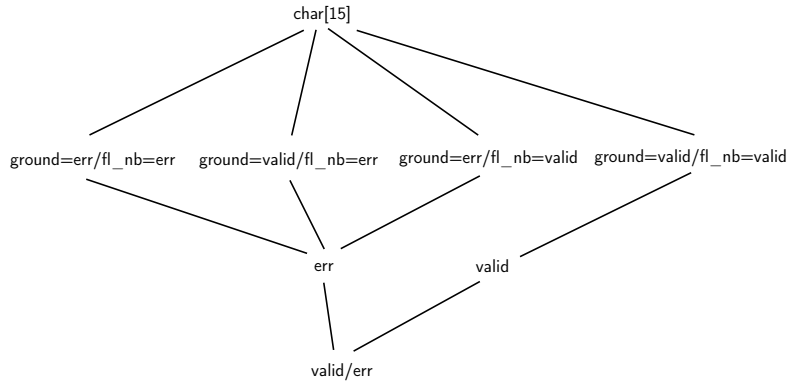 char[15]
ground=err/fl_nb=err
ground=valid/fl_nb=err
ground=err/fl_nb=valid
ground=valid/fl_nb=valid
err
valid
valid/err